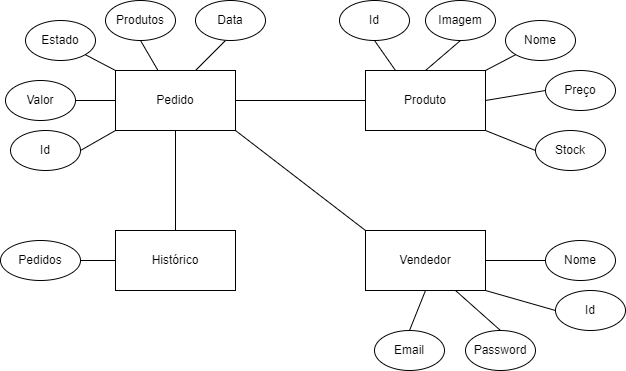 Produtos
Data
Id
Imagem
Estado
Nome
Valor
Pedido
Produto
Preço
Id
Stock
Pedidos
Histórico
Vendedor
Nome
Id
Email
Password